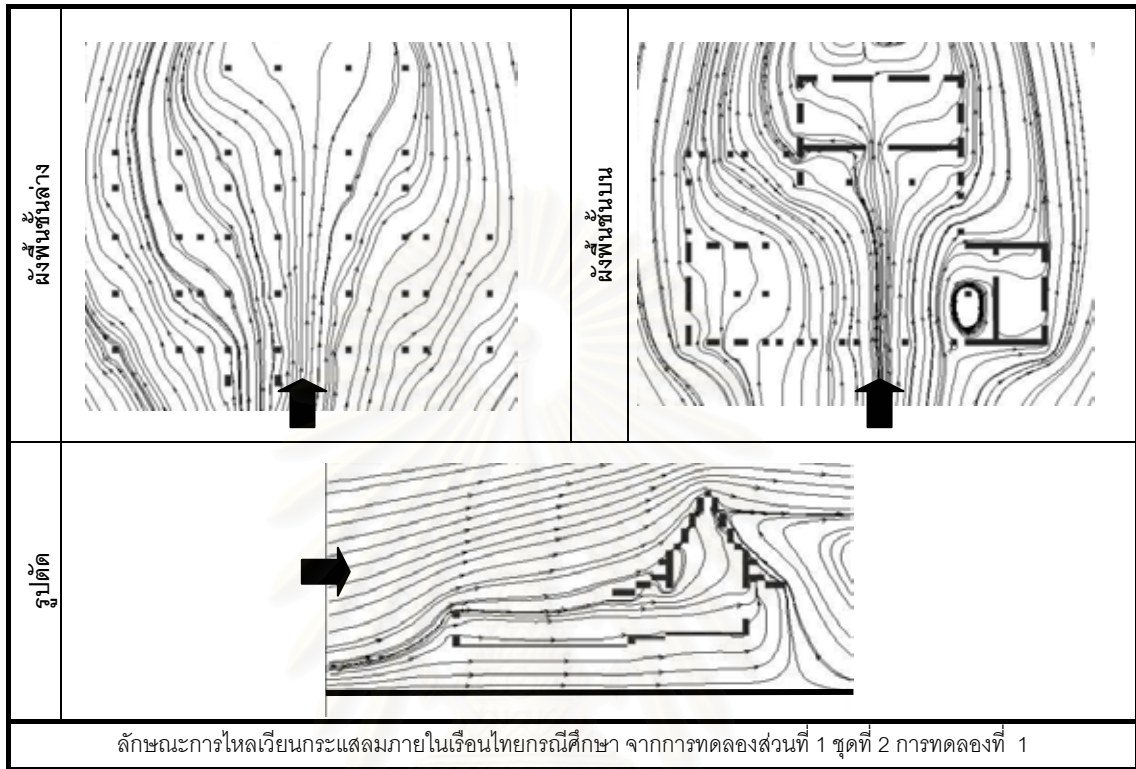 ผังพื้นชั้นล่าง
ผังพื้นชั้นบน
รูปตัด
ลักษณะการไหลเวียนกระแสลมภายในเรือนไทยกรณีศึกษา จากการทดลองส่วนที่ 1 ชุดที่ 2 การทดลองที่ 1